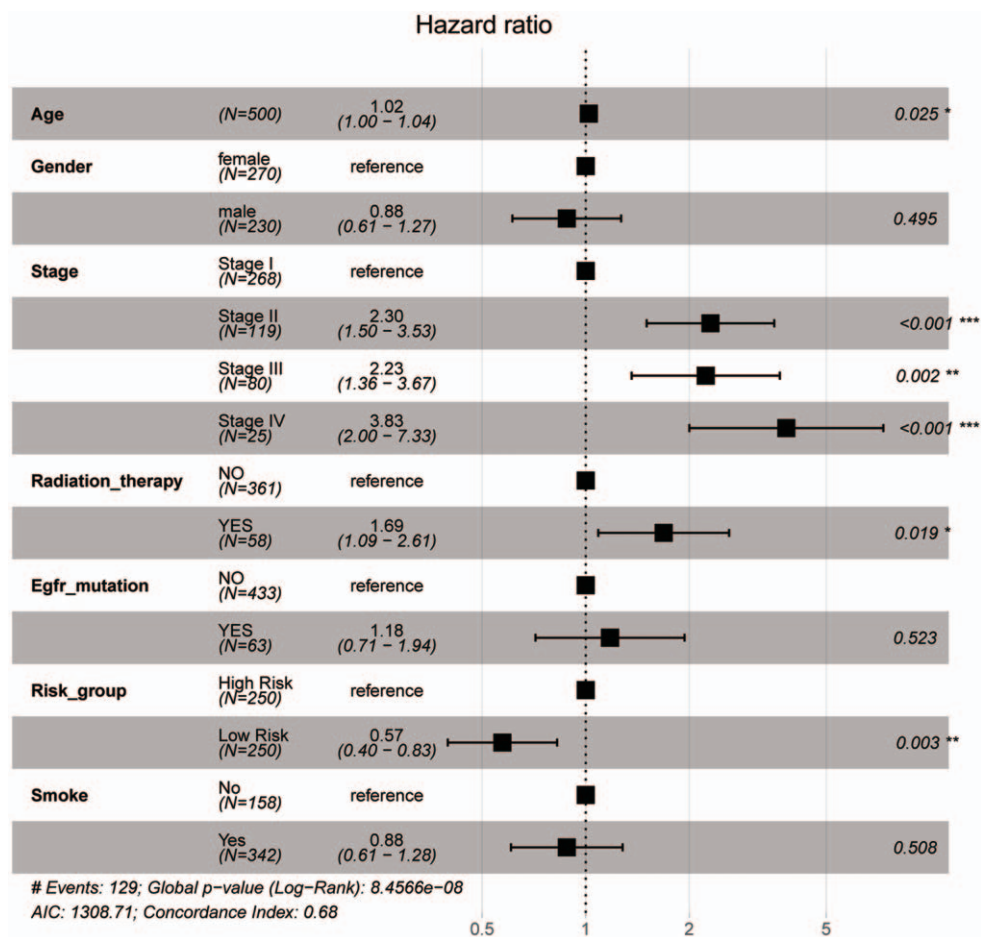 Hazard ratio
Age (N=500) 1.02 (1.00 − 1.04) 0.025 *
Gender female (N=270) reference
male (N=230) 0.88 (0.61 − 1.27) 0.495
Stage Stage I (N=268) reference
Stage II (N=119) 2.30 (1.50 − 3.53) <0.001 ***
Stage III (N=80) 2.23 (1.36 − 3.67) 0.002 **
Stage IV (N=25) 3.83 (2.00 − 7.33) <0.001 ***
Radiation_therapy NO (N=361) reference
YES (N=58) 1.69 (1.09 − 2.61) 0.019 *
Egfr_mutation NO (N=433) reference
YES (N=63) 1.18 (0.71 − 1.94) 0.523
Risk_group High Risk (N=250) reference
Low Risk (N=250) 0.57 (0.40 − 0.83) 0.003 **
Smoke No (N=158) reference
Yes (N=342) 0.88 (0.61 − 1.28) 0.508
# Events: 129; Global p−value (Log−Rank): 8.4566e−08
AIC: 1308.71; Concordance Index: 0.68
0.5 1 2 5